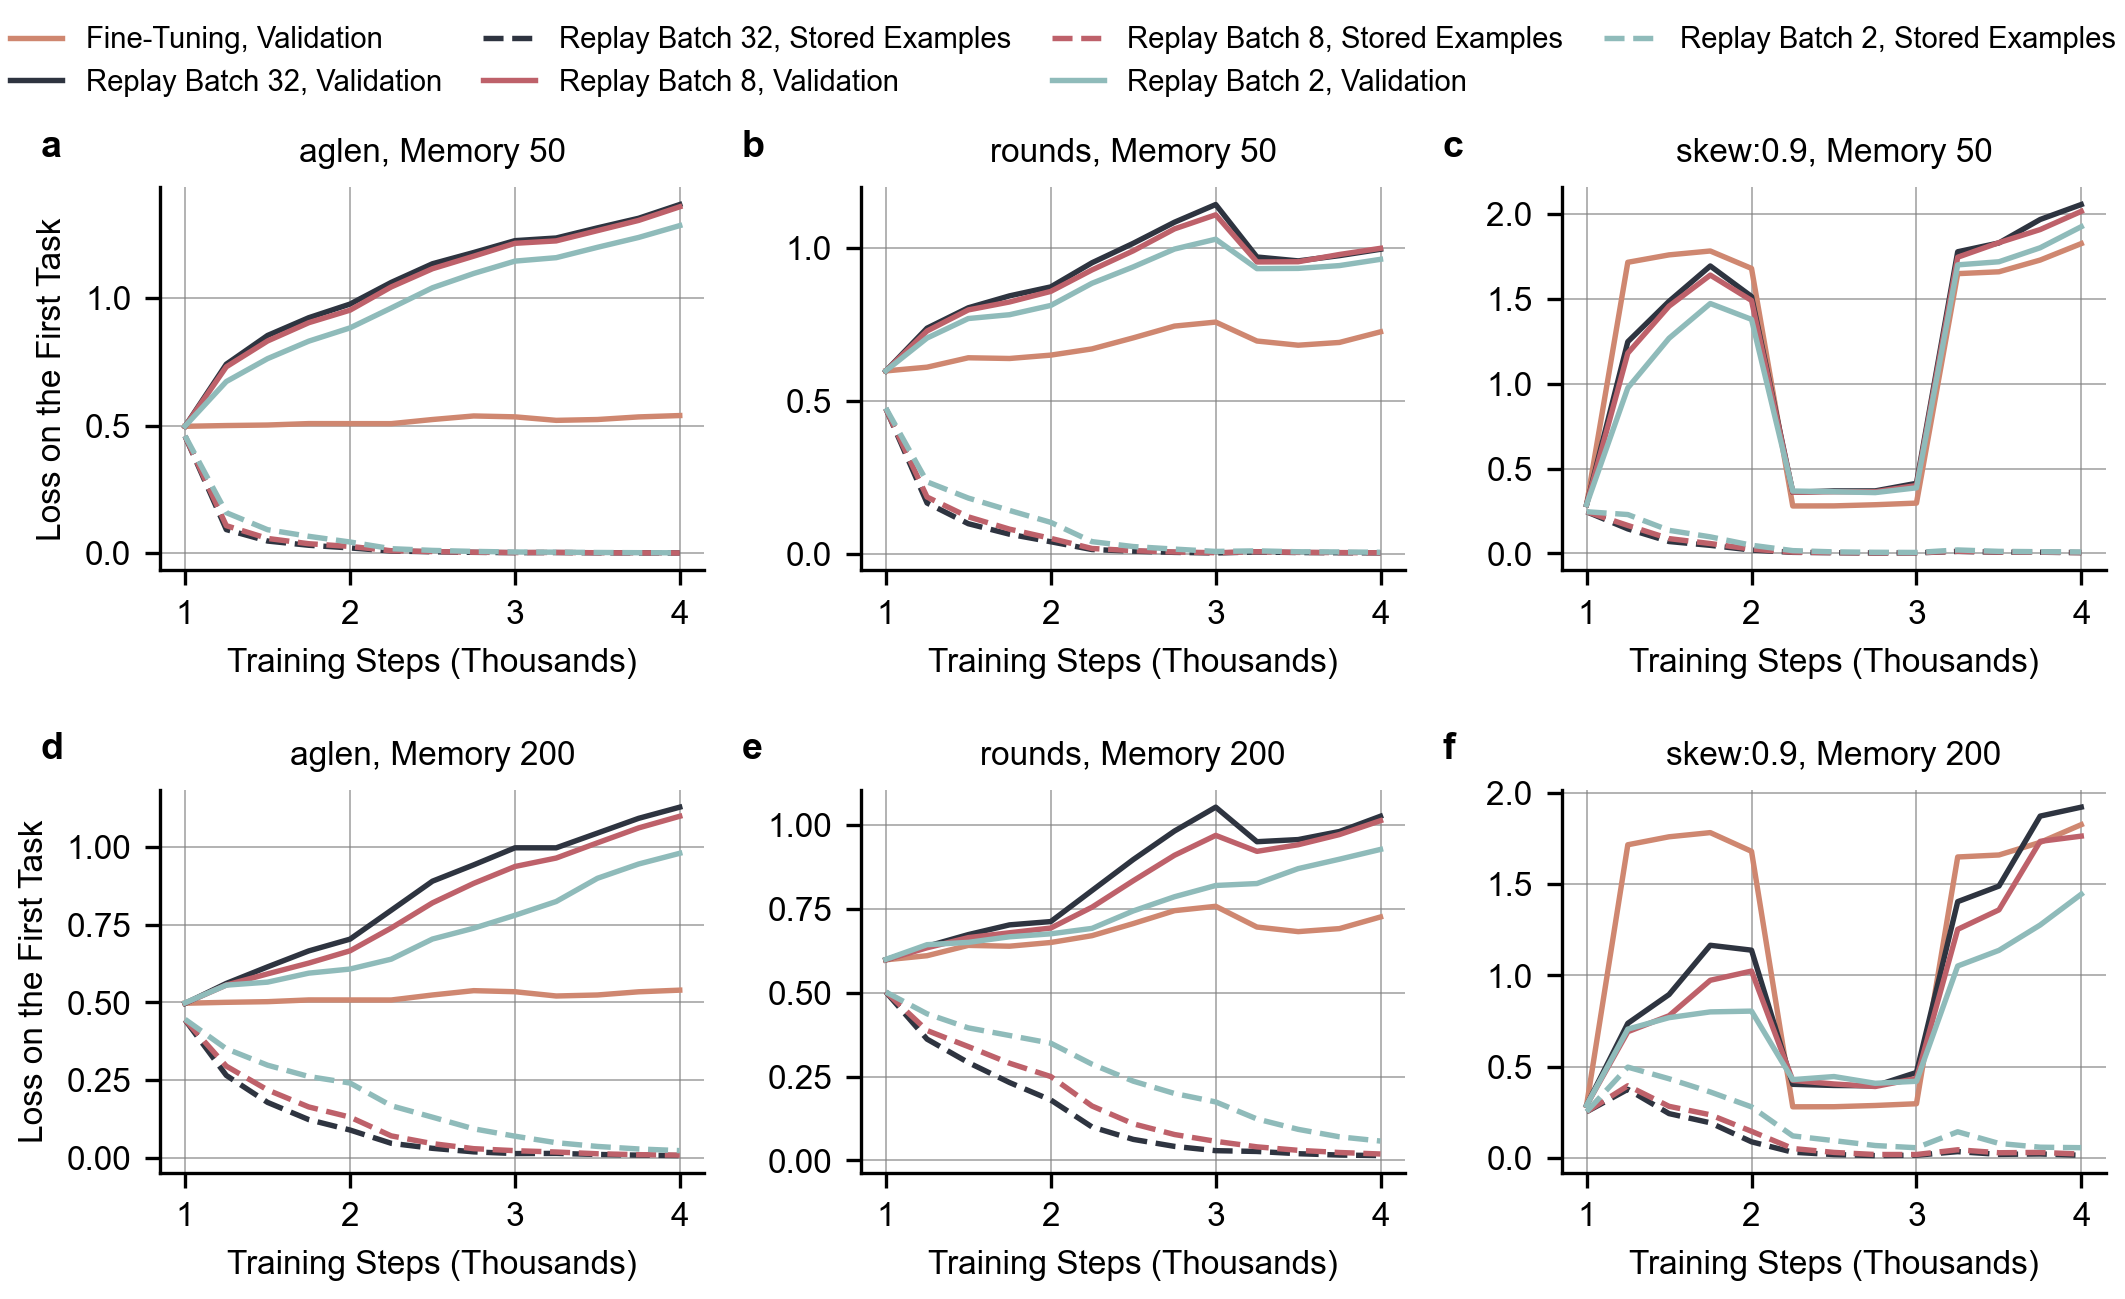 Fine-Tuning, Validation
Replay Batch 32, Stored Examples
Replay Batch 8, Stored Examples
Replay Batch 2, Stored Examples
Replay Batch 32, Validation
Replay Batch 8, Validation
Replay Batch 2, Validation
a
aglen, Memory 50
Loss on the First Task
1.0
0.5
0.0
1 2 3 4
Training Steps (Thousands)
b
rounds, Memory 50
1.0
0.5
0.0
1 2 3 4
Training Steps (Thousands)
c
skew:0.9, Memory 50
2.0
1.5
1.0
0.5
0.0
1 2 3 4
Training Steps (Thousands)
d
aglen, Memory 200
Loss on the First Task
1.00
0.75
0.50
0.25
0.00
1 2 3 4
Training Steps (Thousands)
e
rounds, Memory 200
1.00
0.75
0.50
0.25
0.00
1 2 3 4
Training Steps (Thousands)
f
skew:0.9, Memory 200
2.0
1.5
1.0
0.5
0.0
1 2 3 4
Training Steps (Thousands)